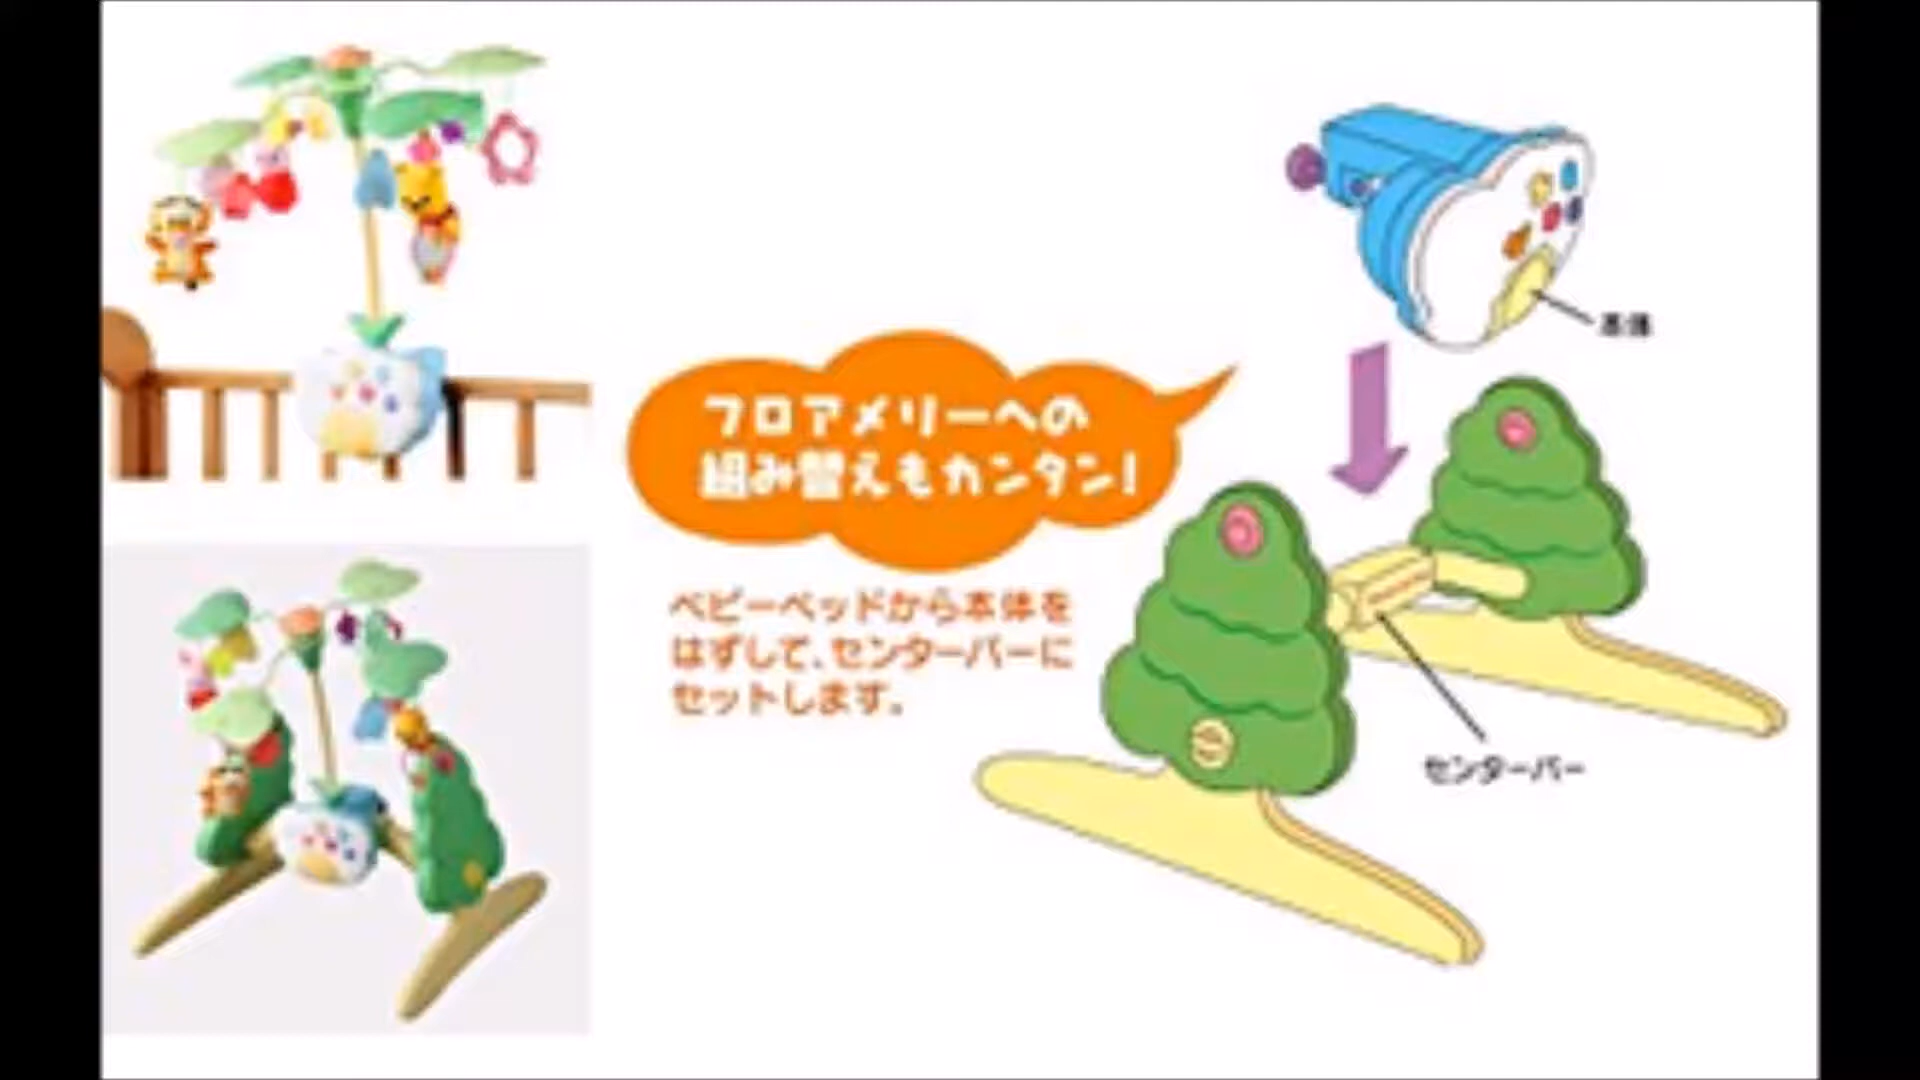 フロアメリーへの
組み替えもカンタン!
ベビーベッドから本体を
はずして、センターバーに
セットします。
本体
センターバー